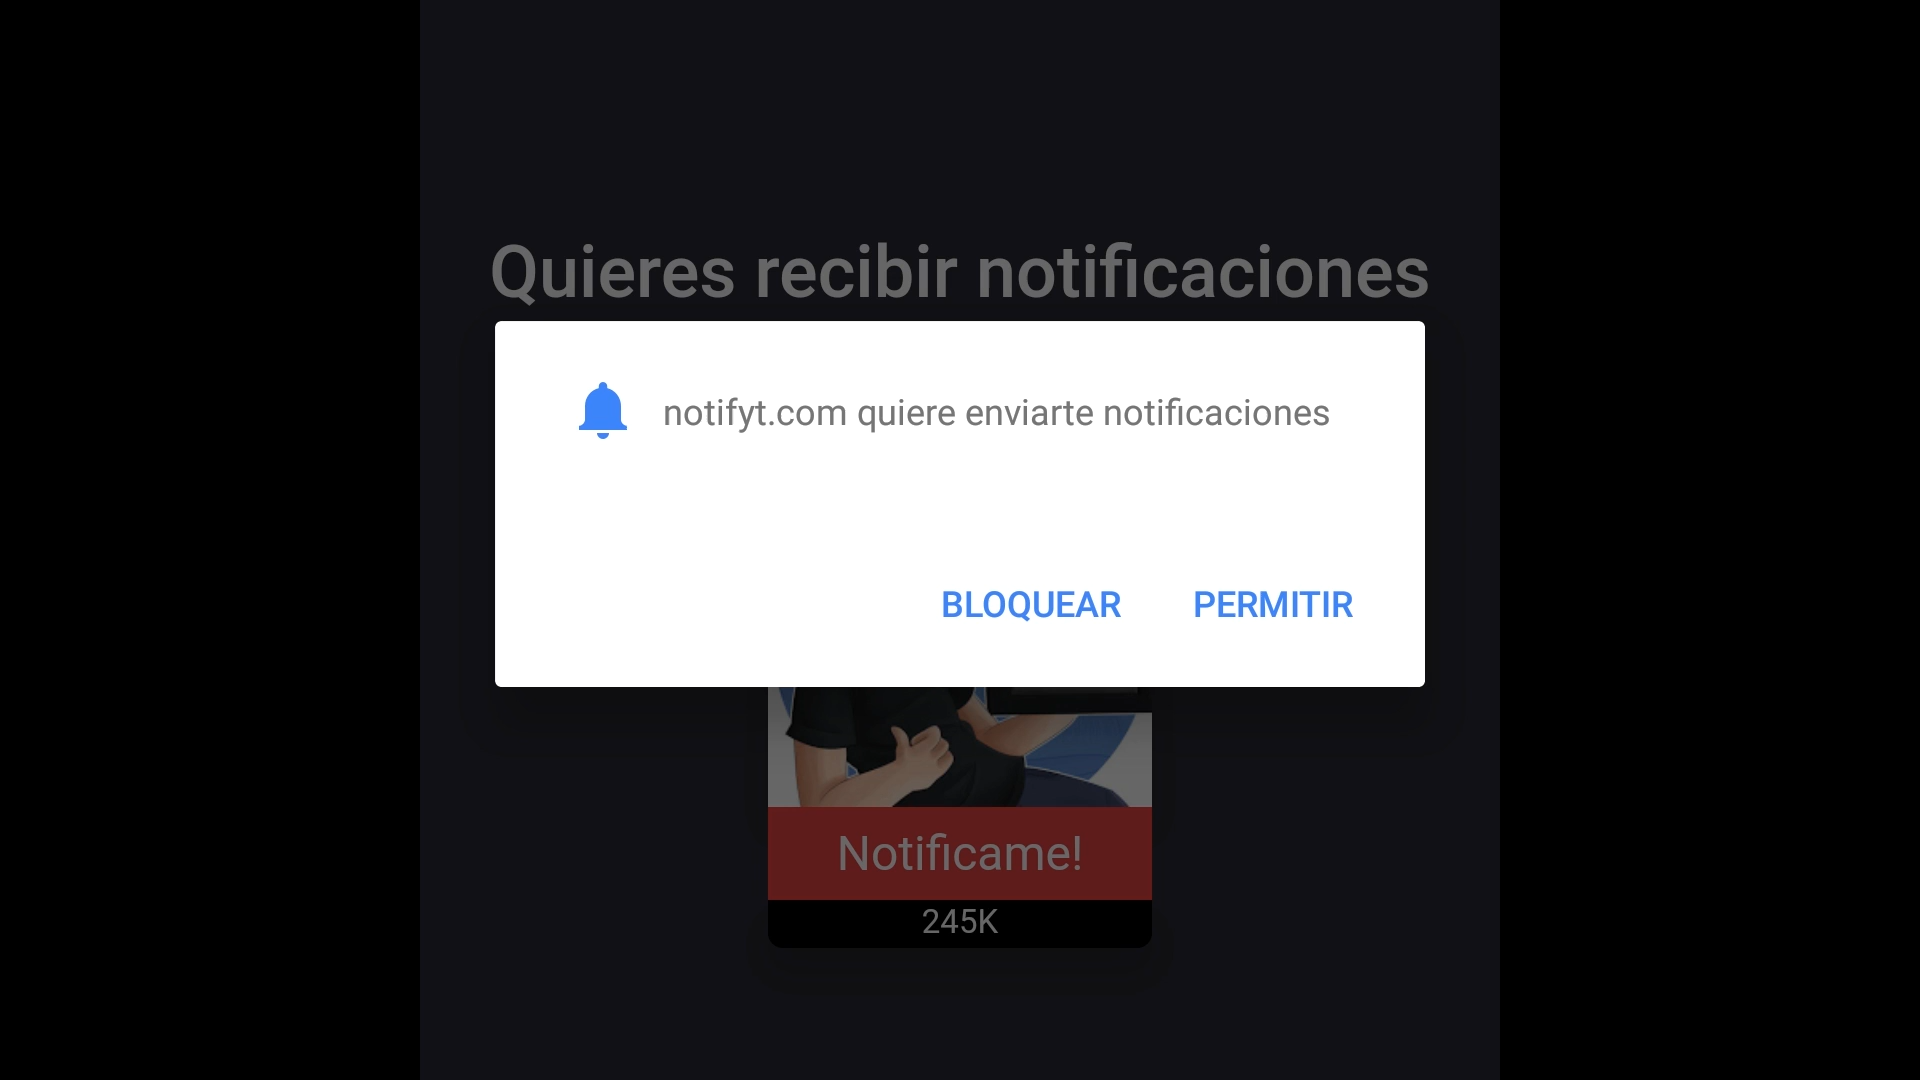 Quieres recibir notificaciones
notifyt.com quiere enviarte notificaciones
BLOQUEAR PERMITIR
Notificame!
245K